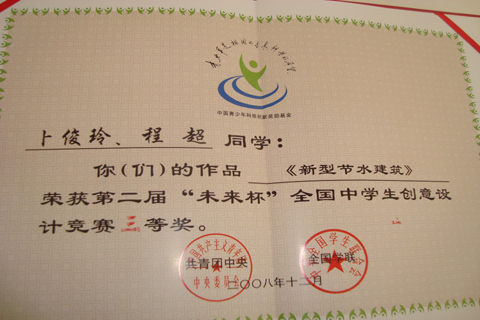 中国青少年科技创新奖励基金
卜俊玲、程 超 同学：
你(们)的作品 《新型节水建筑》
荣获第二届“未来杯”全国中学生创意设
计竞赛三等奖。
共青团中央 全国学联
二〇〇八年十二月